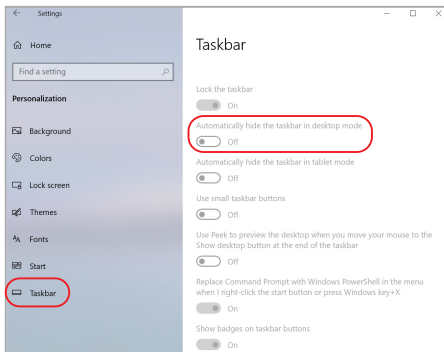 Settings
Home
Find a setting
Personalization
Background
Colors
Lock screen
Themes
Fonts
Start
Taskbar
Taskbar
Lock the taskbar
On
Automatically hide the taskbar in desktop mode
Off
Automatically hide the taskbar in tablet mode
Off
Use small taskbar buttons
Off
Use Peek to preview the desktop when you move your mouse to the
Show desktop button at the end of the taskbar
Off
Replace Command Prompt with Windows PowerShell in the menu
when I right-click the start button or press Windows key+X
On
Show badges on taskbar buttons
On